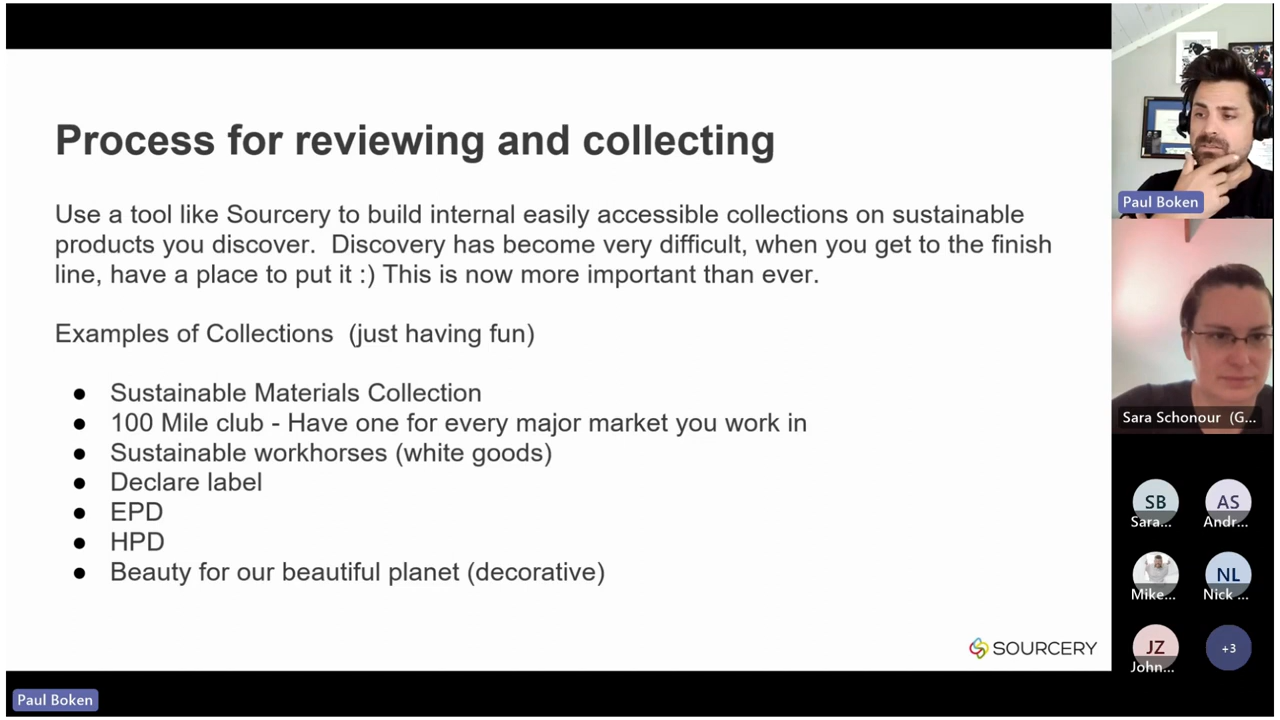 Process for reviewing and collecting
Use a tool like Sourcery to build internal easily accessible collections on sustainable
products you discover.  Discovery has become very difficult, when you get to the finish
line, have a place to put it :) This is now more important than ever.
Examples of Collections  (just having fun)
● Sustainable Materials Collection
● 100 Mile club - Have one for every major market you work in
● Sustainable workhorses (white goods)
● Declare label
● EPD
● HPD
● Beauty for our beautiful planet (decorative)
SOURCERY
Paul Boken
Paul Boken
Sara Schonour  (G...
SB
Sara...
AS
Andr...
Mike...
NL
Nick ...
JZ
John...
+3